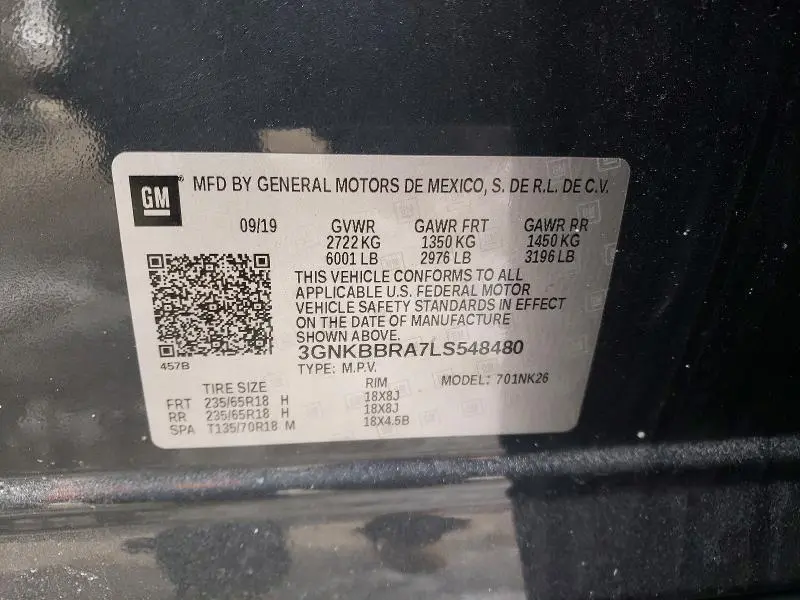 GM
MFD BY GENERAL MOTORS DE MEXICO, S. DE R.L. DE C.V.
09/19 GVWR GAWR FRT GAWR RR
2722 KG 1350 KG 1450 KG
6001 LB 2976 LB 3196 LB
THIS VEHICLE CONFORMS TO ALL
APPLICABLE U.S. FEDERAL MOTOR
VEHICLE SAFETY STANDARDS IN EFFECT
ON THE DATE OF MANUFACTURE
SHOWN ABOVE.
3GNKBBRA7LS548480
457B
TYPE: M.P.V.
TIRE SIZE RIM MODEL: 701NK26
FRT 235/65R18 H 18X8J
RR 235/65R18 H 18X8J
SPA T135/70R18 M 18X4.5B